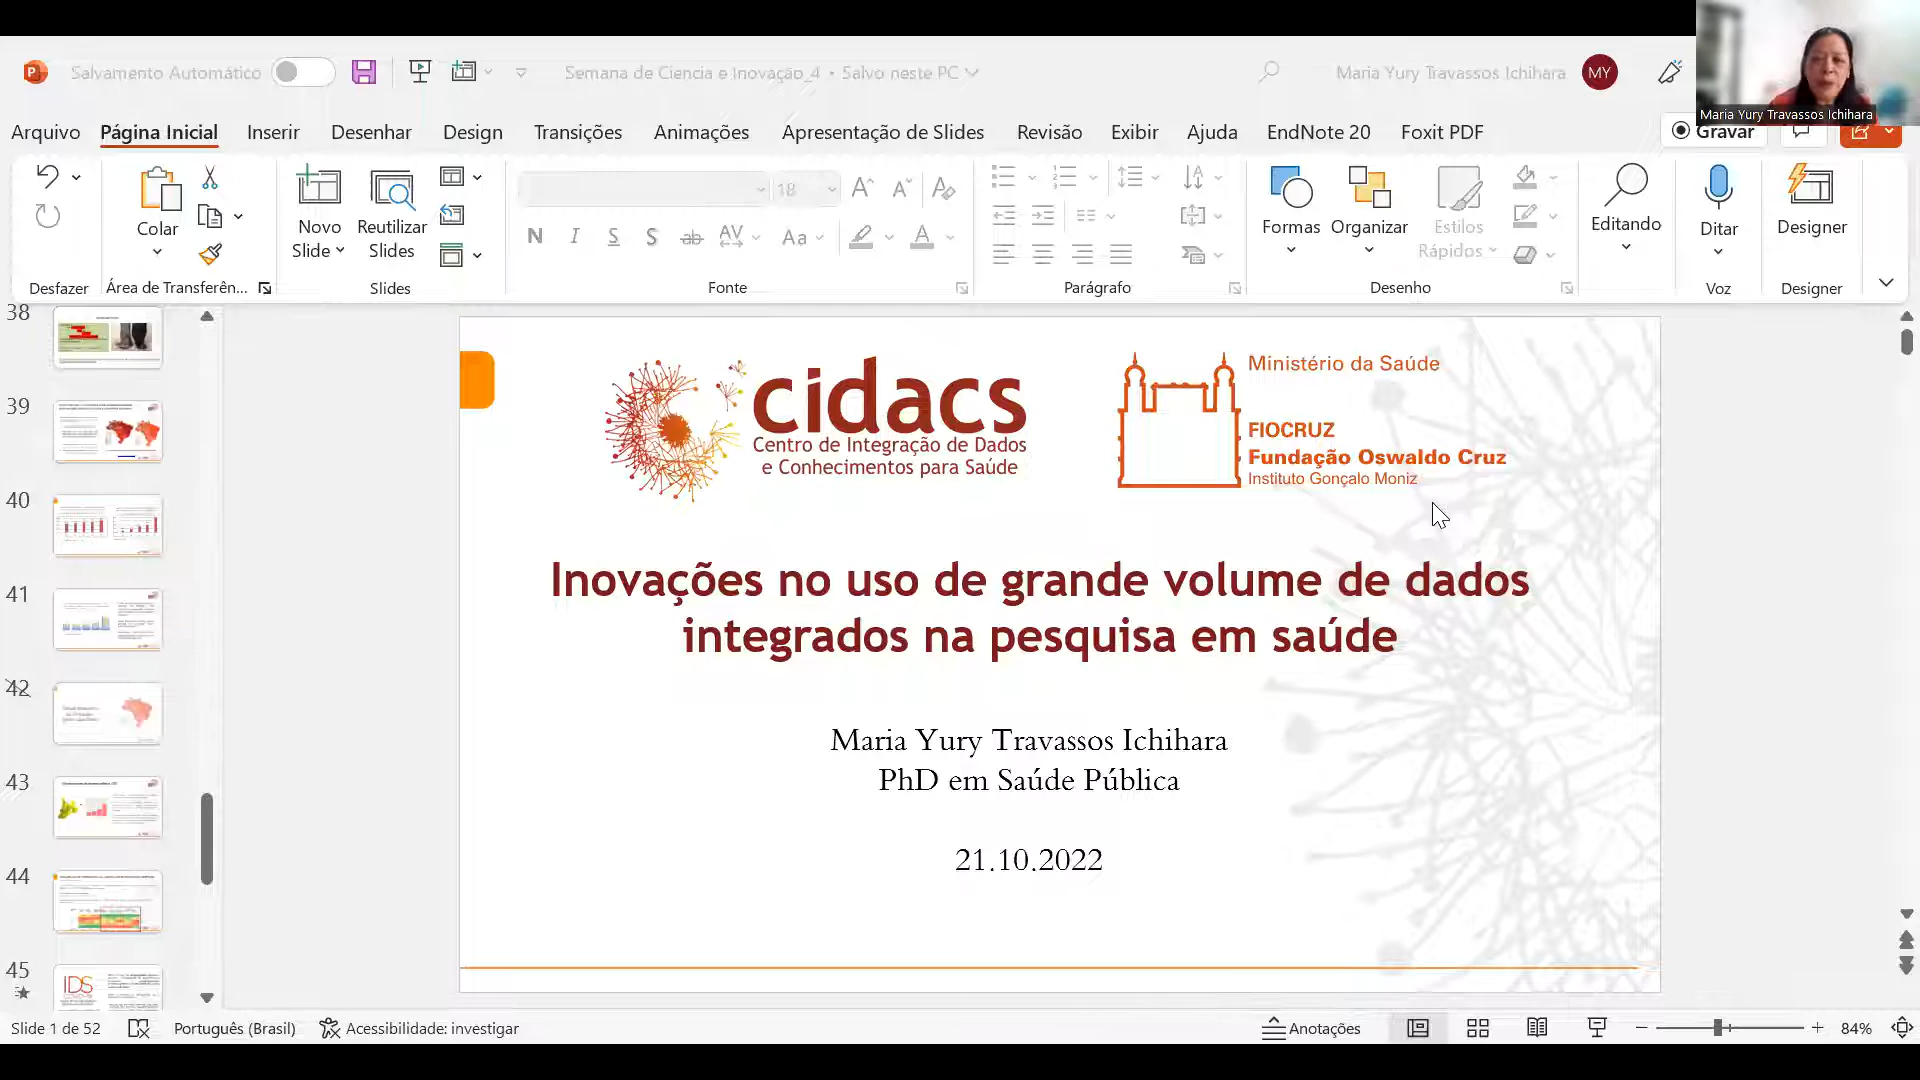 Salvamento Automático
Semana de Ciencia e Inovação_4 • Salvo neste PC
Maria Yury Travassos Ichihara
MY
Maria Yury Travassos Ichihara
Arquivo
Página Inicial
Inserir
Desenhar
Design
Transições
Animações
Apresentação de Slides
Revisão
Exibir
Ajuda
EndNote 20
Foxit PDF
Gravar
Colar
Novo
Slide
Reutilizar
Slides
18
N I S S ab AV Aa A
Formas
Organizar
Estilos
Rápidos
Editando
Ditar
Designer
Desfazer
Área de Transferên...
Slides
Fonte
Parágrafo
Desenho
Voz
Designer
38
39
40
41
42
43
44
45
IDS
cidacs
Centro de Integração de Dados
e Conhecimentos para Saúde
Ministério da Saúde
FIOCRUZ
Fundação Oswaldo Cruz
Instituto Gonçalo Moniz
Inovações no uso de grande volume de dados
integrados na pesquisa em saúde
Maria Yury Travassos Ichihara
PhD em Saúde Pública
21.10.2022
Slide 1 de 52
Português (Brasil)
Acessibilidade: investigar
Anotações
84%